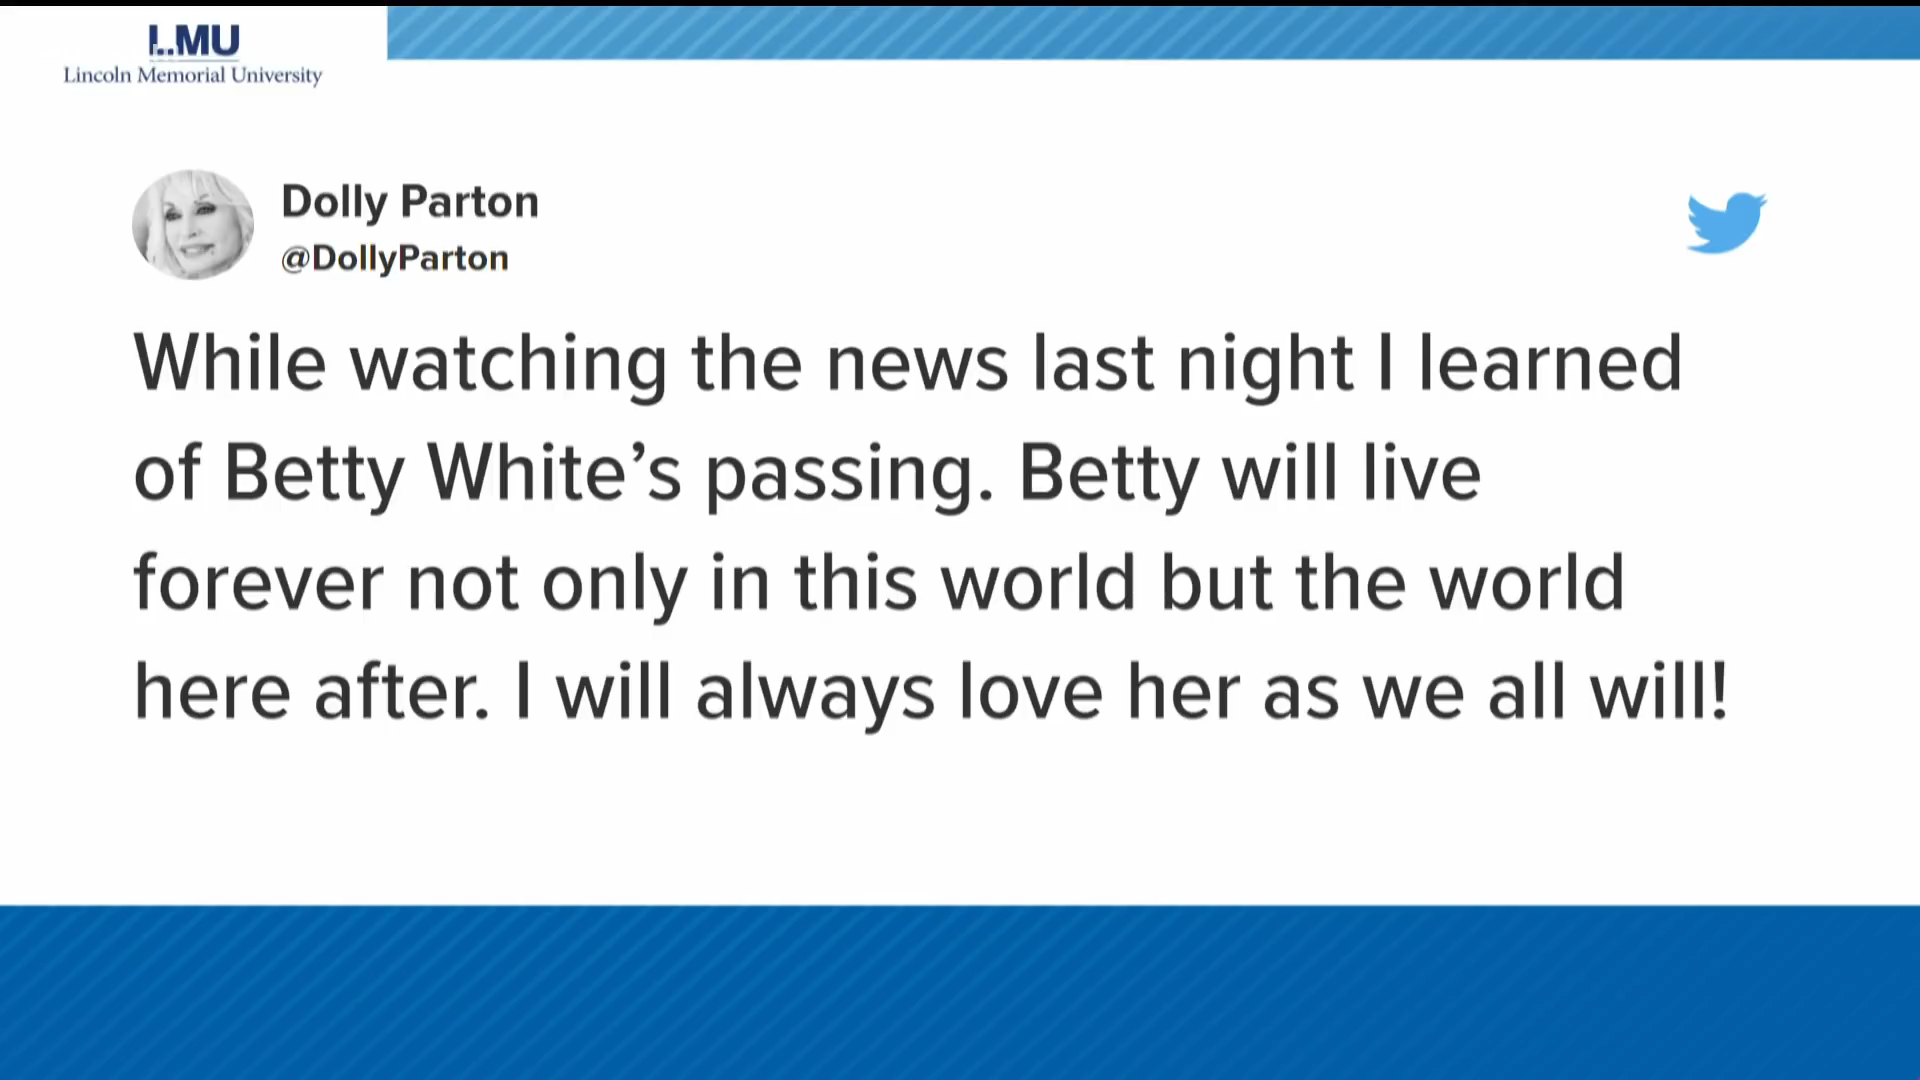 LMU
Lincoln Memorial University
Dolly Parton
@DollyParton
While watching the news last night I learned
of Betty White’s passing. Betty will live
forever not only in this world but the world
here after. I will always love her as we all will!